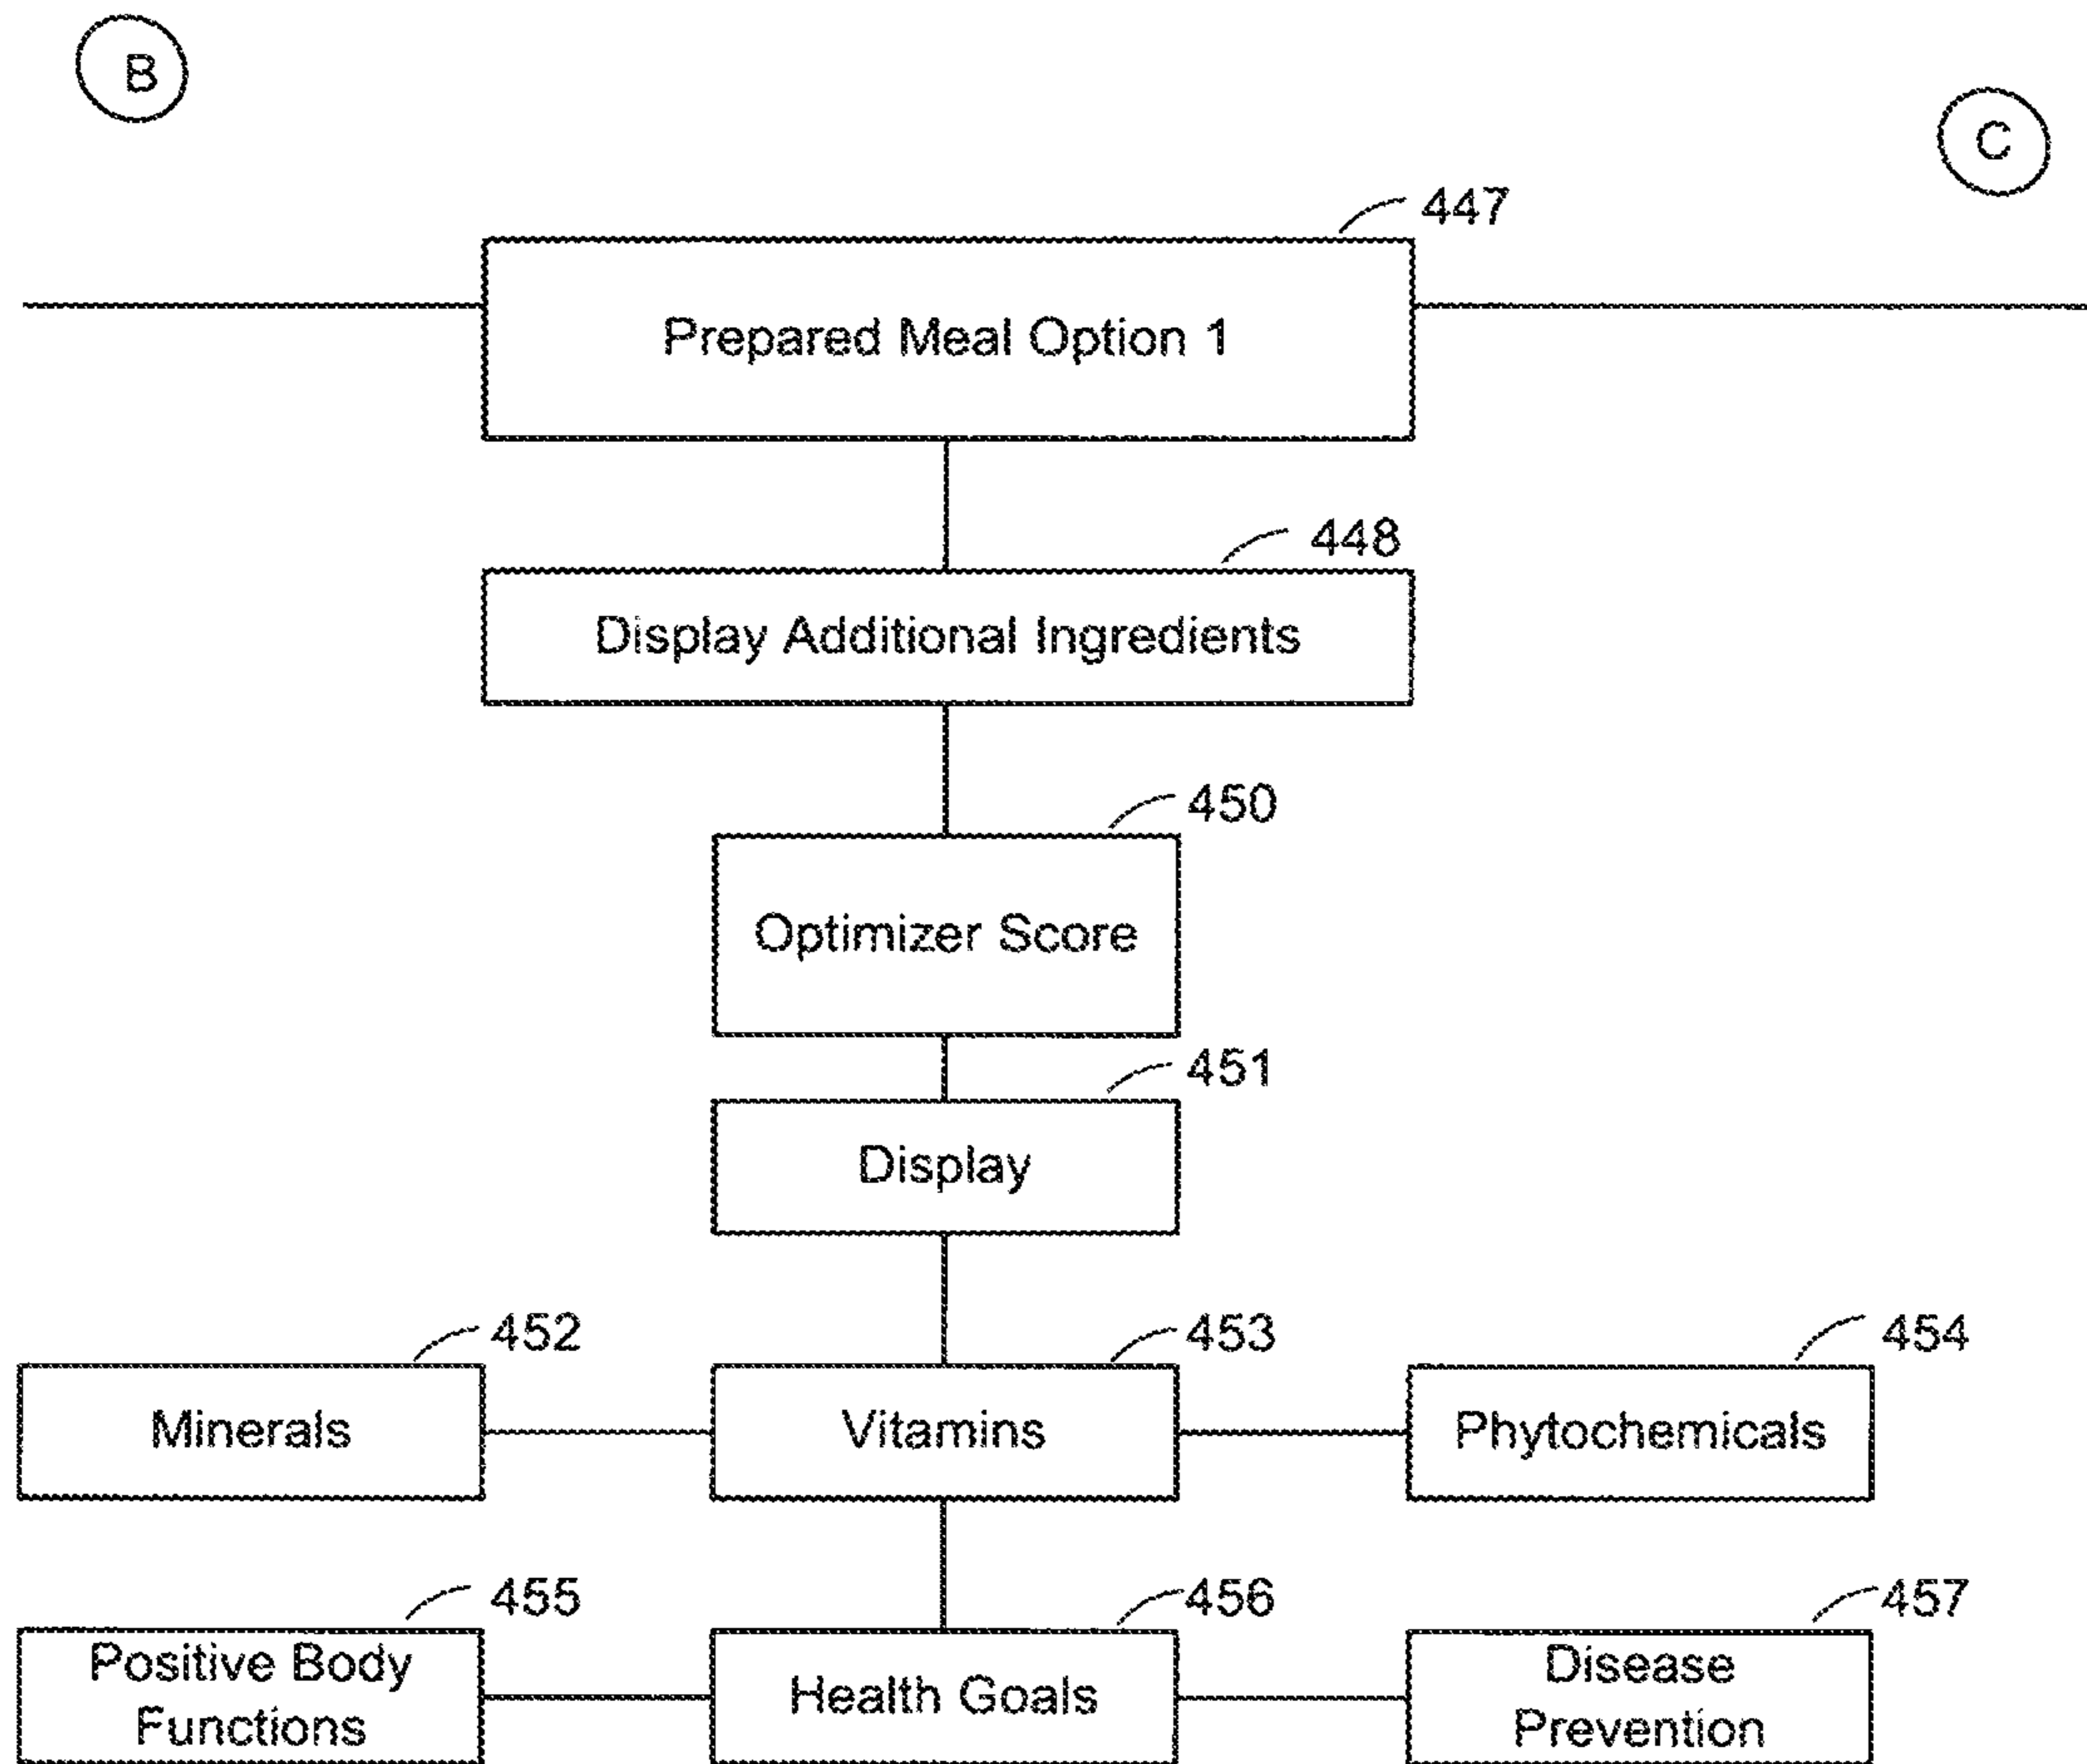 B
C
447
Prepared Meal Option 1
448
Display Additional Ingredients
450
Optimizer Score
451
Display
452
453
454
Minerals
Vitamins
Phytochemicals
455
456
457
Positive Body
Functions
Health Goals
Disease
Prevention